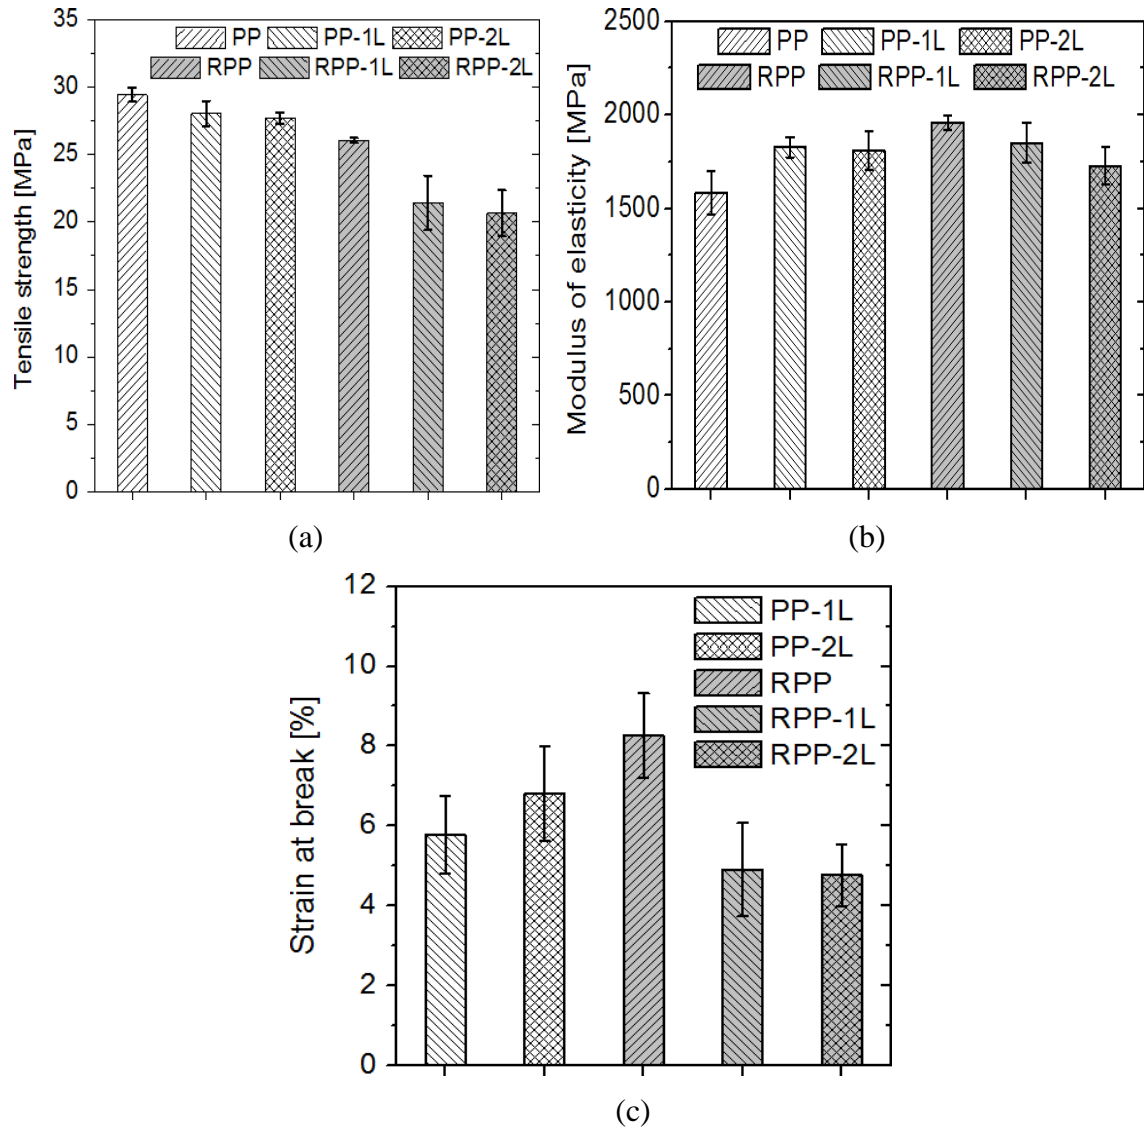 35
30
25
20
15
10
5
0
Tensile strength [MPa]
PP PP-1L PP-2L
RPP RPP-1L RPP-2L
(a)
2500
2000
1500
1000
500
0
Modulus of elasticity [MPa]
PP PP-1L PP-2L
RPP RPP-1L RPP-2L
(b)
12
10
8
6
4
2
0
Strain at break [%]
PP-1L
PP-2L
RPP
RPP-1L
RPP-2L
(c)